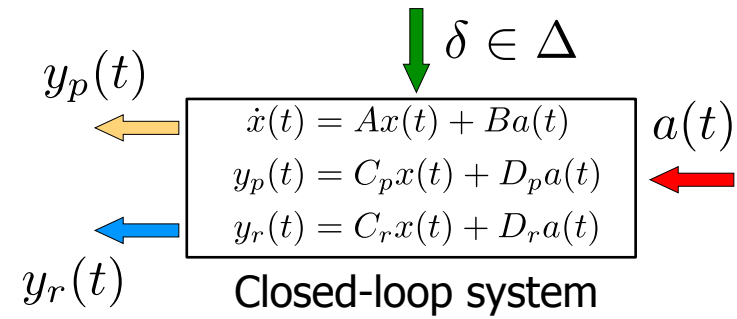 δ ∈ Δ
y_p(t)
ẋ(t) = Ax(t) + Ba(t)
a(t)
y_p(t) = C_p x(t) + D_p a(t)
y_r(t) = C_r x(t) + D_r a(t)
y_r(t)
Closed-loop system